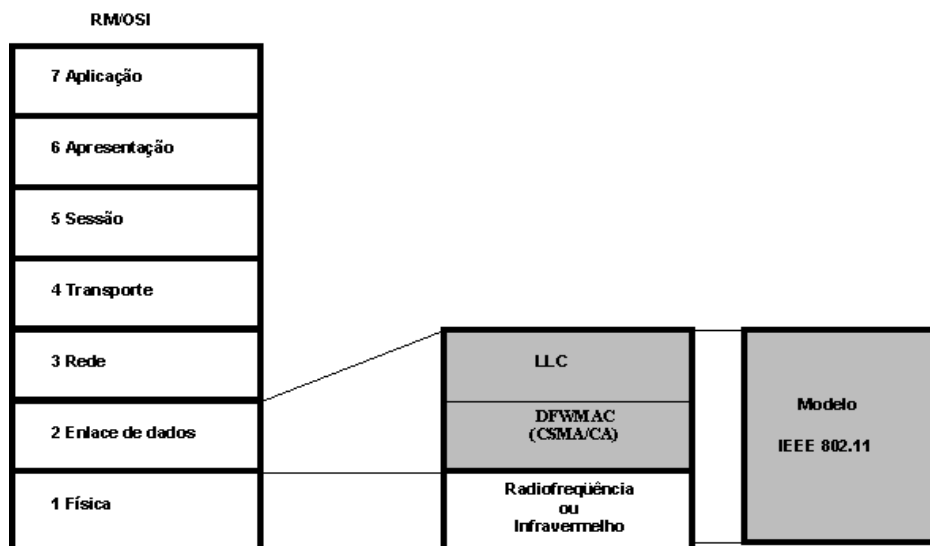 RM/OSI
7 Aplicação
6 Apresentação
5 Sessão
4 Transporte
3 Rede
2 Enlace de dados
1 Física
LLC
DFWMAC
(CSMA/CA)
Radiofreqüência
ou
Infravermelho
Modelo
IEEE 802.11